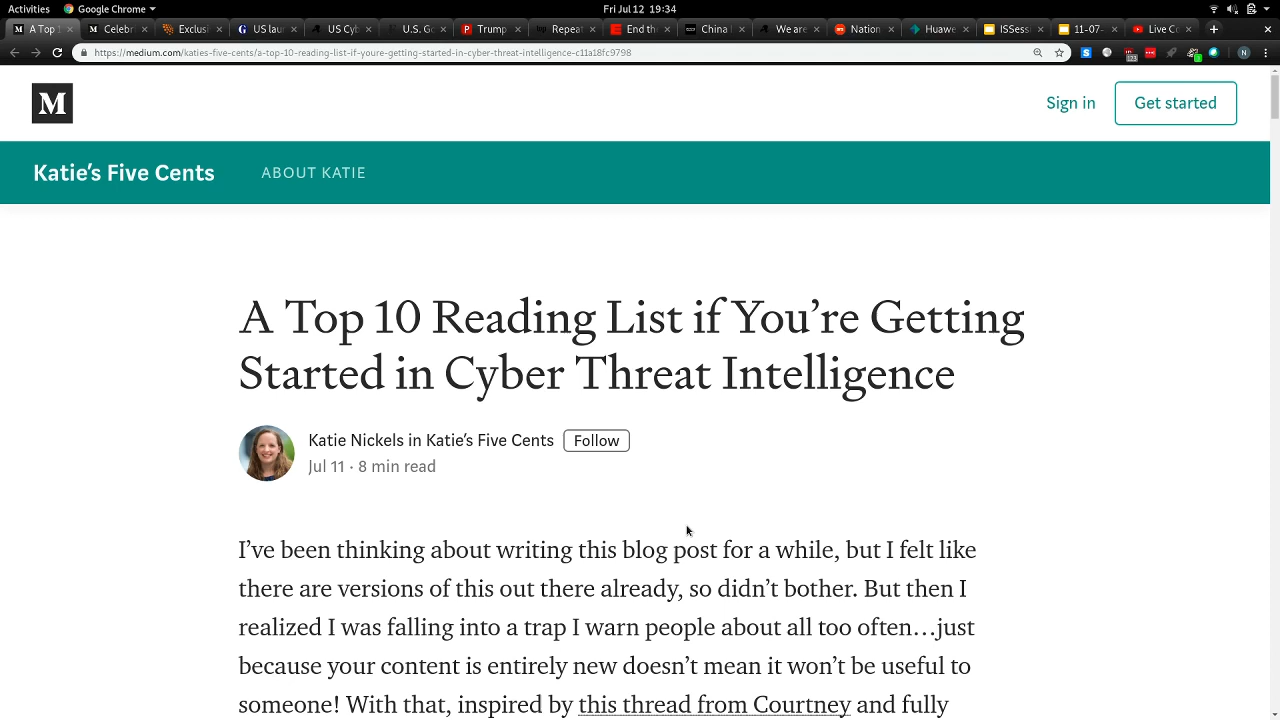 Activities Google Chrome Fri Jul 12 19:34
A Top 1 Celebr Exclusi US lau US Cy U.S. Go Trump Repeat End the China I We are Nation Huawe ISSess 11-07- Live Co
https://medium.com/katies-five-cents/a-top-10-reading-list-if-youre-getting-started-in-cyber-threat-intelligence-c11a18fc9798
M Sign in Get started
Katie’s Five Cents ABOUT KATIE
A Top 10 Reading List if You’re Getting
Started in Cyber Threat Intelligence
Katie Nickels in Katie’s Five Cents Follow
Jul 11 · 8 min read
I’ve been thinking about writing this blog post for a while, but I felt like
there are versions of this out there already, so didn’t bother. But then I
realized I was falling into a trap I warn people about all too often…just
because your content is entirely new doesn’t mean it won’t be useful to
someone! With that, inspired by this thread from Courtney and fully